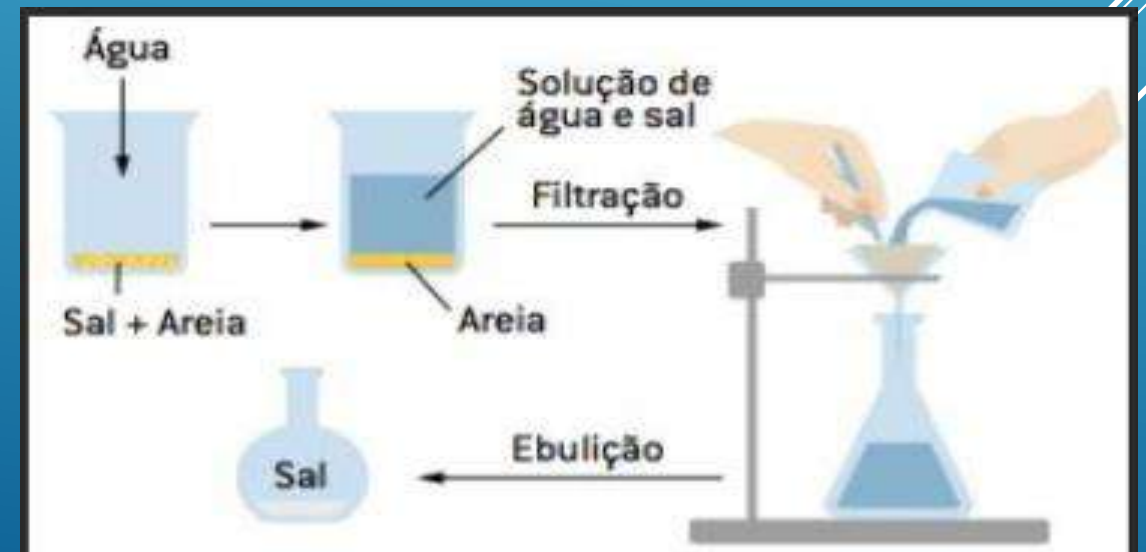 Água
Solução de
água e sal
Filtração
Sal + Areia
Areia
Ebulição
Sal